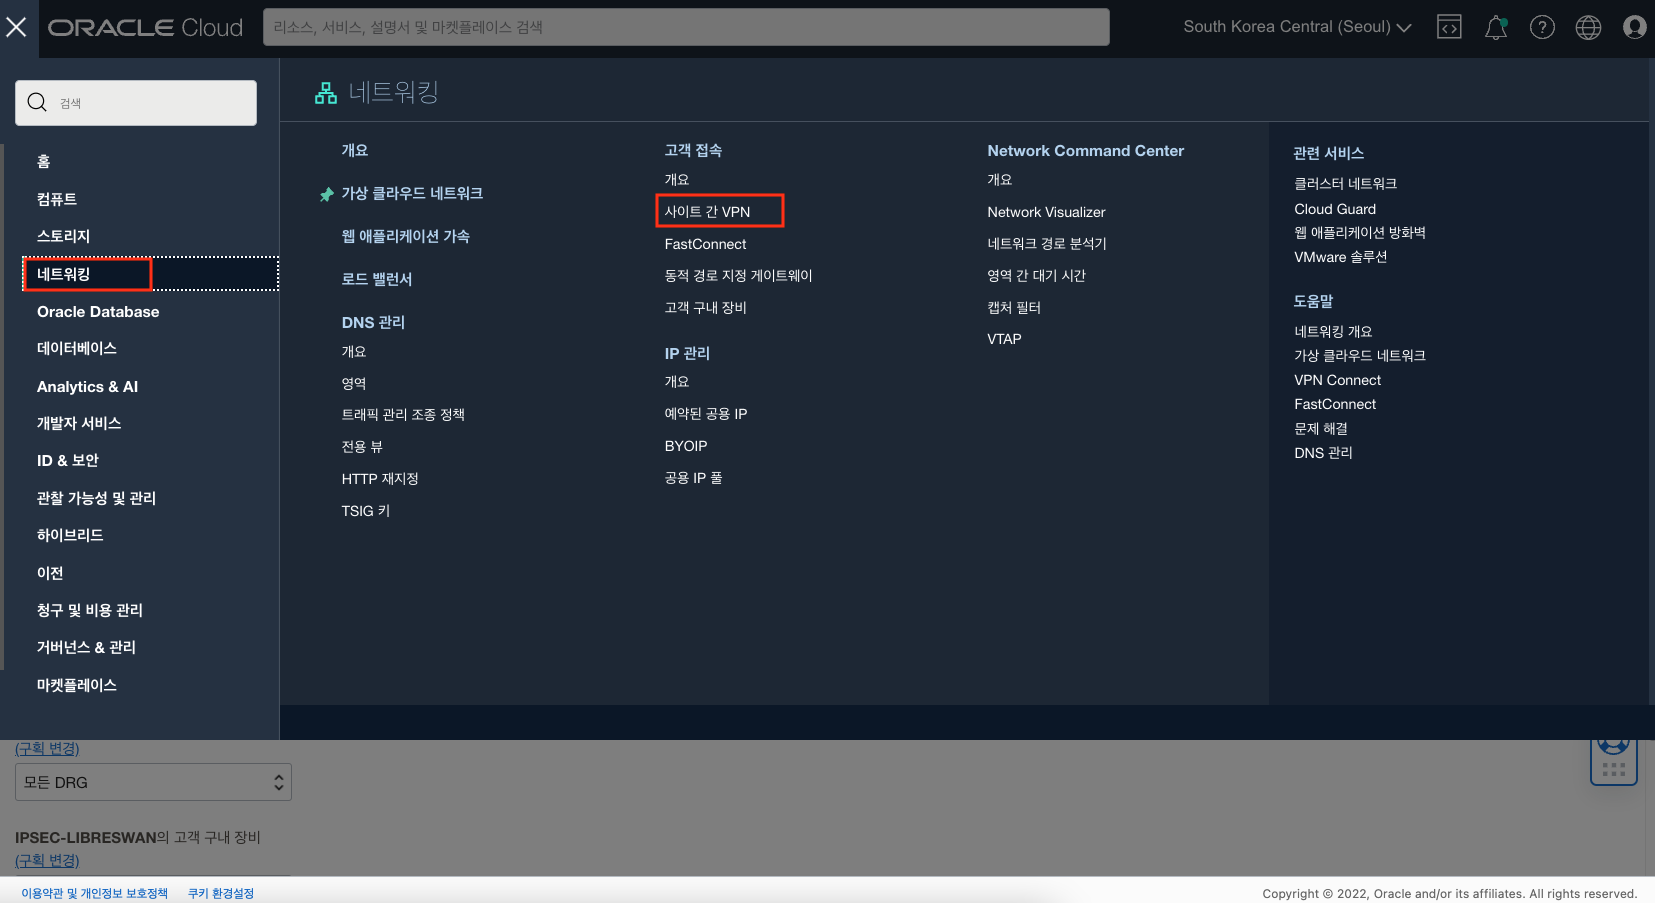 ORACLE Cloud
리소스, 서비스, 설명서 및 마켓플레이스 검색
South Korea Central (Seoul)
검색
홈
컴퓨트
스토리지
네트워킹
Oracle Database
데이터베이스
Analytics & AI
개발자 서비스
ID & 보안
관찰 가능성 및 관리
하이브리드
이전
청구 및 비용 관리
거버넌스 & 관리
마켓플레이스
네트워킹
개요
가상 클라우드 네트워크
웹 애플리케이션 가속
로드 밸런서
DNS 관리
개요
영역
트래픽 관리 조종 정책
전용 뷰
HTTP 재지정
TSIG 키
고객 접속
개요
사이트 간 VPN
FastConnect
동적 경로 지정 게이트웨이
고객 구내 장비
IP 관리
개요
예약된 공용 IP
BYOIP
공용 IP 풀
Network Command Center
개요
Network Visualizer
네트워크 경로 분석기
영역 간 대기 시간
캡처 필터
VTAP
관련 서비스
클러스터 네트워크
Cloud Guard
웹 애플리케이션 방화벽
VMware 솔루션
도움말
네트워킹 개요
가상 클라우드 네트워크
VPN Connect
FastConnect
문제 해결
DNS 관리
(구획 변경)
모든 DRG
IPSEC-LIBRESWAN의 고객 구내 장비
(구획 변경)
이용약관 및 개인정보 보호정책 쿠키 환경설정
Copyright © 2022, Oracle and/or its affiliates. All rights reserved.